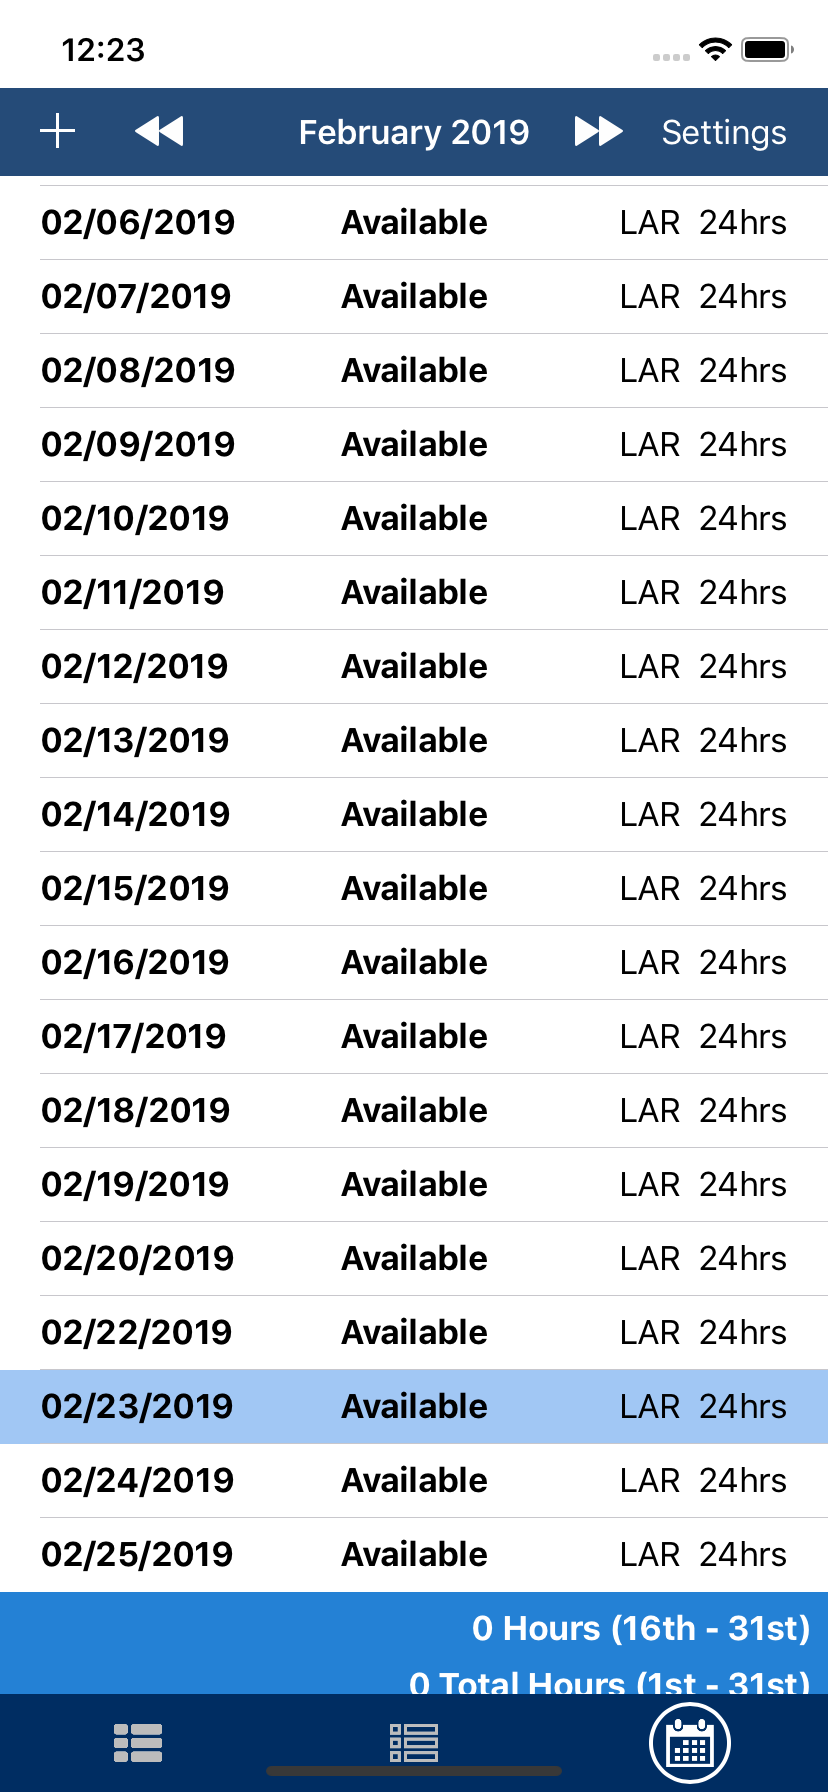 12:23
February 2019 Settings
02/06/2019 Available LAR 24hrs
02/07/2019 Available LAR 24hrs
02/08/2019 Available LAR 24hrs
02/09/2019 Available LAR 24hrs
02/10/2019 Available LAR 24hrs
02/11/2019 Available LAR 24hrs
02/12/2019 Available LAR 24hrs
02/13/2019 Available LAR 24hrs
02/14/2019 Available LAR 24hrs
02/15/2019 Available LAR 24hrs
02/16/2019 Available LAR 24hrs
02/17/2019 Available LAR 24hrs
02/18/2019 Available LAR 24hrs
02/19/2019 Available LAR 24hrs
02/20/2019 Available LAR 24hrs
02/22/2019 Available LAR 24hrs
02/23/2019 Available LAR 24hrs
02/24/2019 Available LAR 24hrs
02/25/2019 Available LAR 24hrs
0 Hours (16th - 31st)
0 Total Hours (1st - 31st)